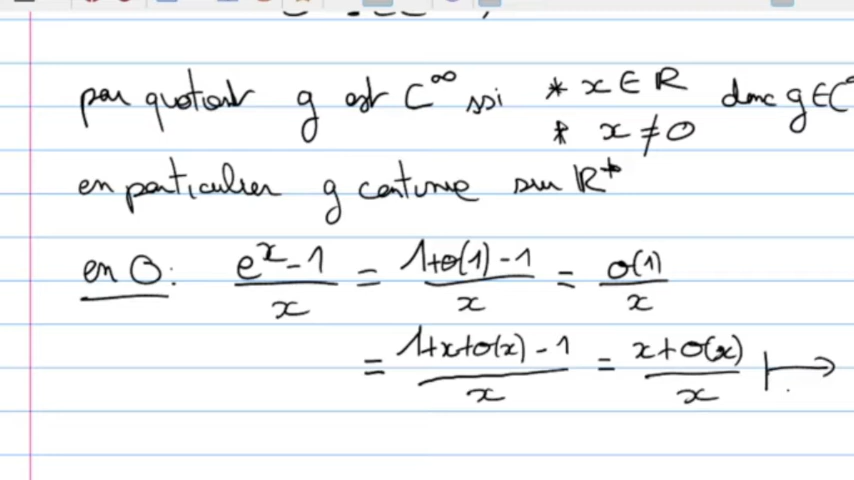 par quotient g est C^∞ ssi * x ∈ R donc g ∈ C^∞
* x ≠ 0
en particulier g continue sur R*
en 0 : (e^x - 1)/x = (1+o(1) - 1)/x = o(1)/x
= (1+x+o(x) - 1)/x = (x+o(x))/x ↦